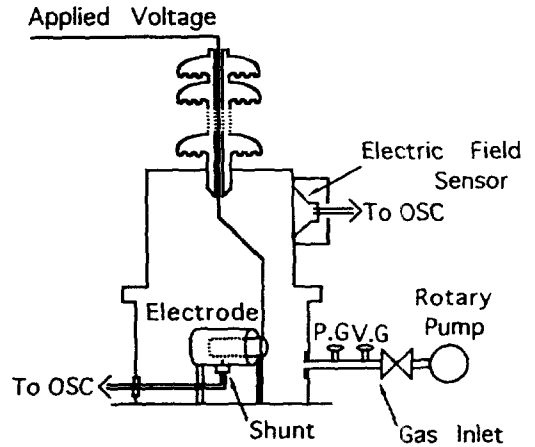 Applied Voltage
Electric Field
Sensor
To OSC
Electrode
Rotary
Pump
P.G V.G
To OSC
Shunt
Gas Inlet